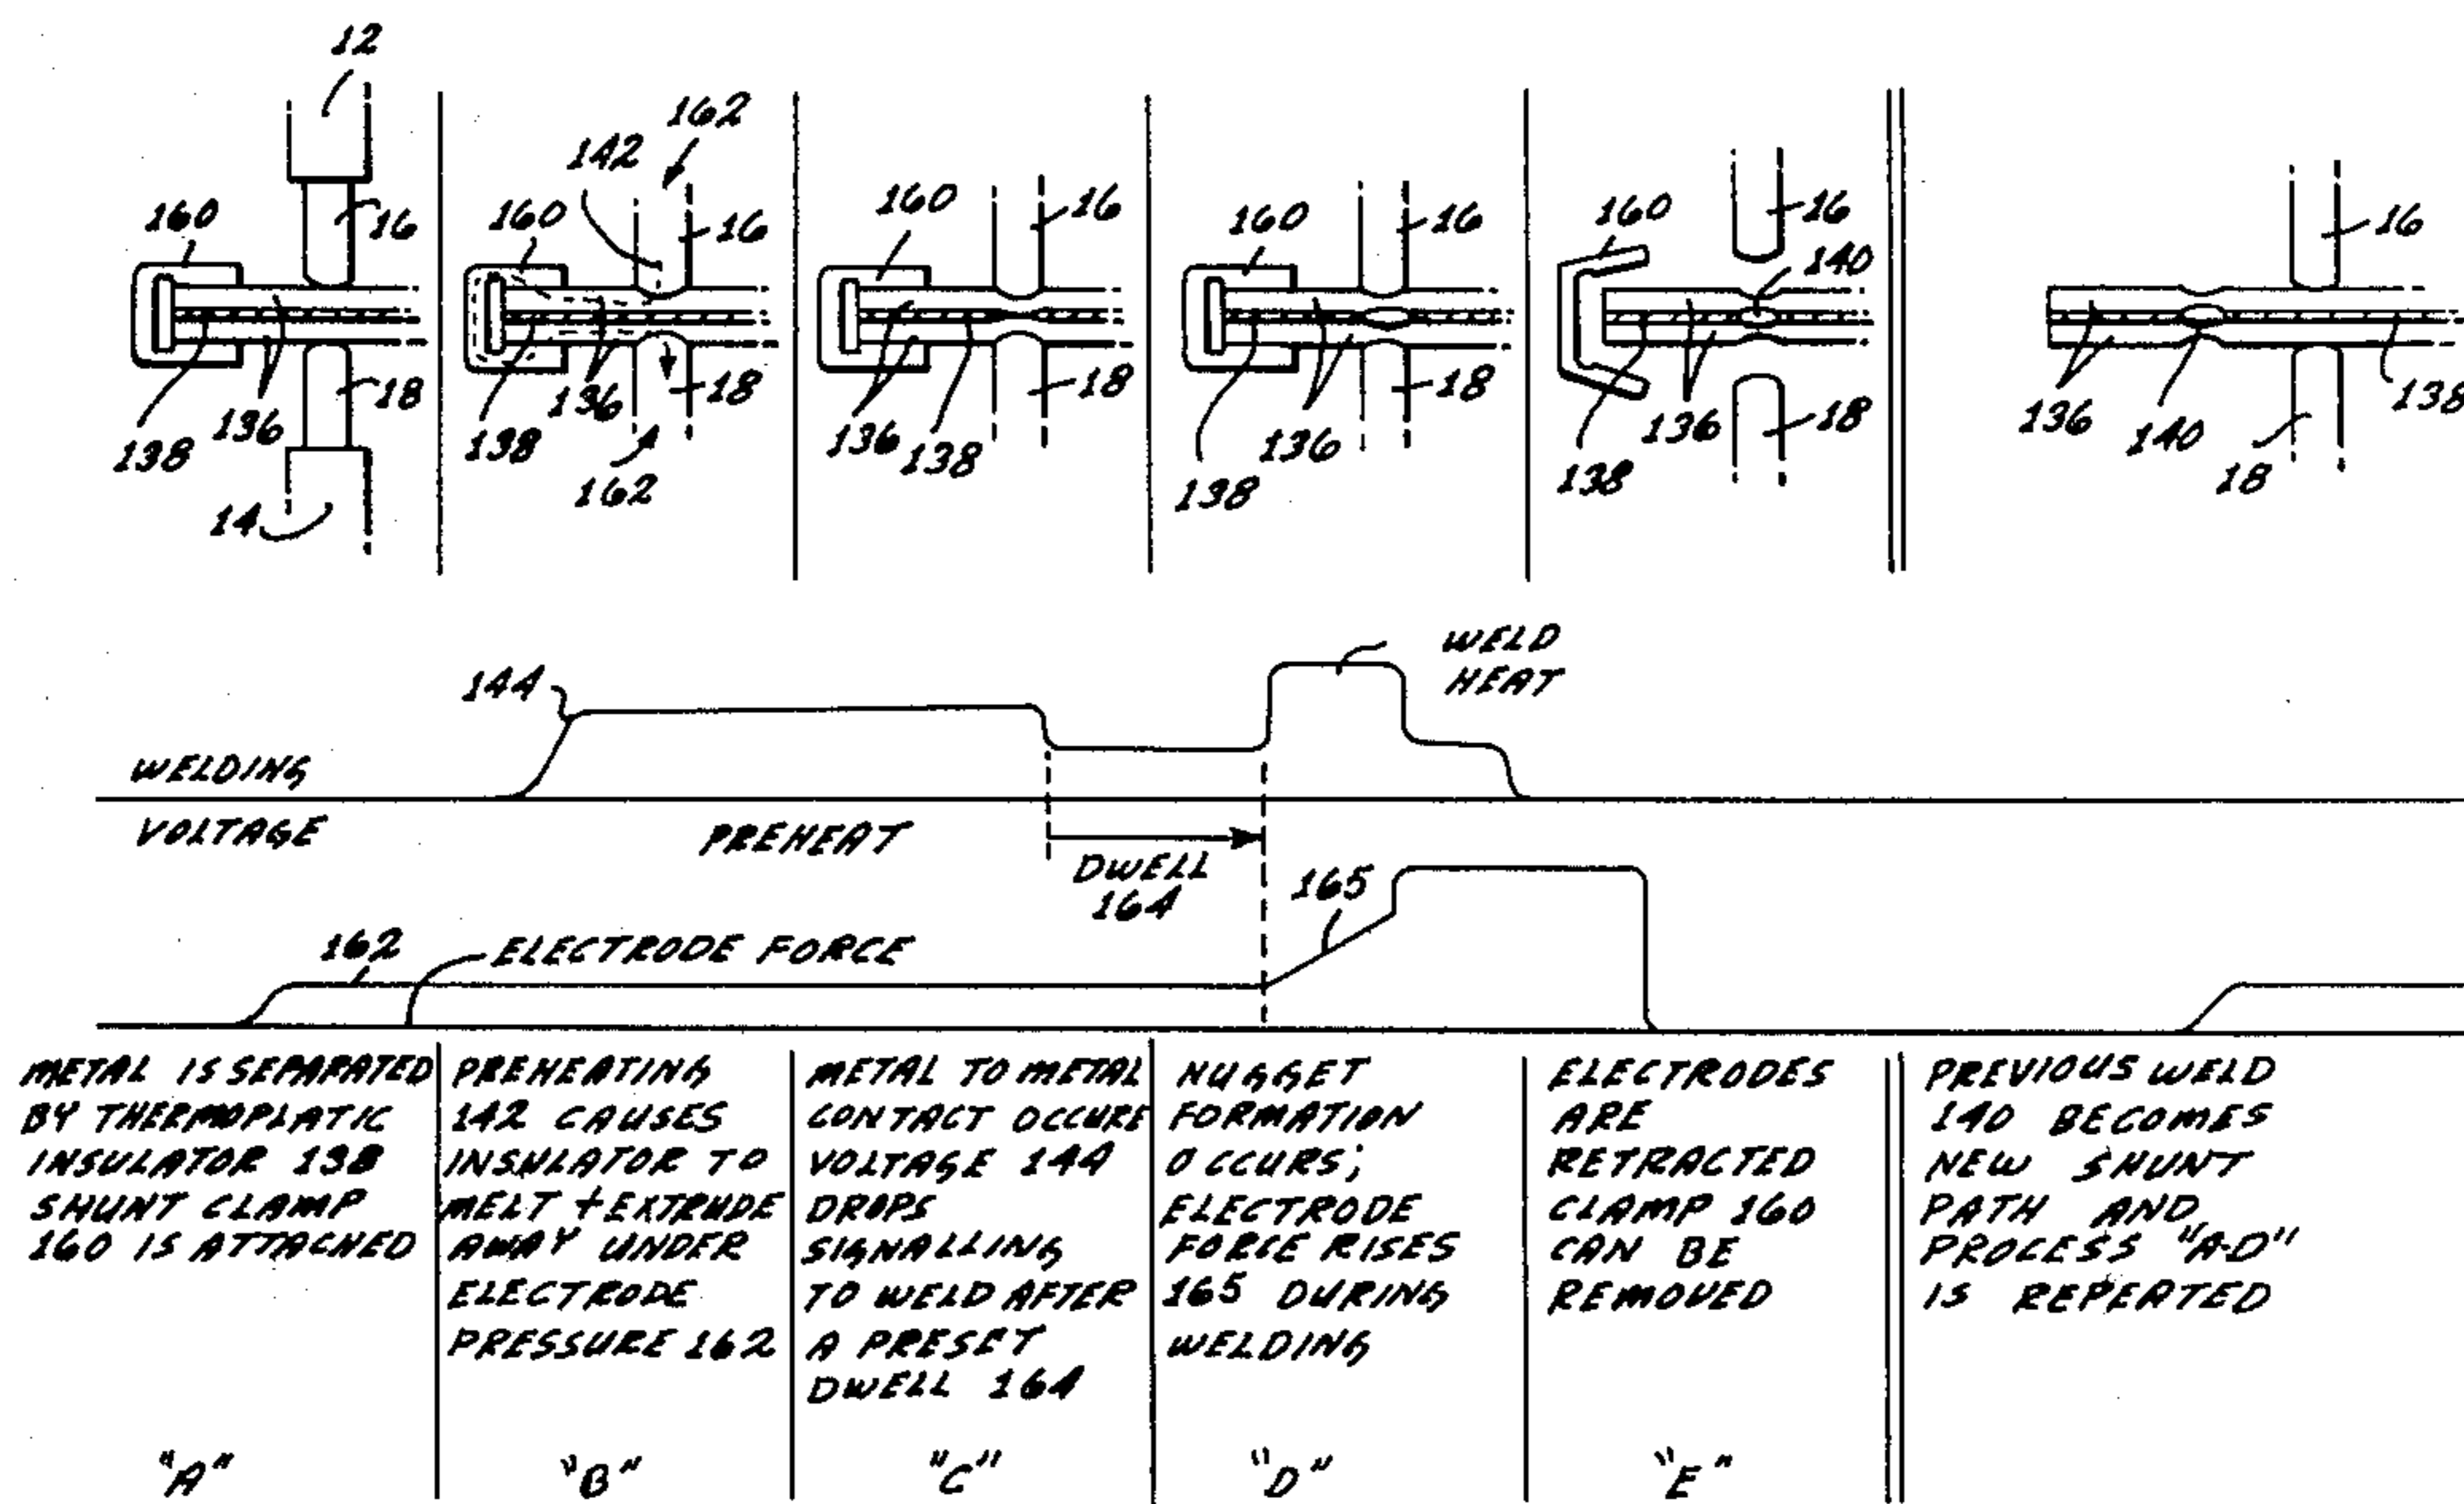 12
160
16
138
136
18
14
142
162
160
16
138
136
18
162
160
16
136
138
18
160
16
138
136
18
160
16
140
138
136
18
16
136
140
18
138
144
WELD
HEAT
WELDING
VOLTAGE
PREHEAT
DWELL
164
165
162
ELECTRODE FORCE
METAL IS SEPARATED
BY THERMOPLATIC
INSULATOR 138
SHUNT CLAMP
160 IS ATTACHED
"A"
PREHEATING
142 CAUSES
INSULATOR TO
MELT + EXTRUDE
AWAY UNDER
ELECTRODE
PRESSURE 162
"B"
METAL TO METAL
CONTACT OCCURE
VOLTAGE 144
DROPS
SIGNALLING
TO WELD AFTER
A PRESET
DWELL 164
"C"
NUGGET
FORMATION
OCCURS;
ELECTRODE
FORCE RISES
165 DURING
WELDING
"D"
ELECTRODES
ARE
RETRACTED
CLAMP 160
CAN BE
REMOVED
"E"
PREVIOUS WELD
140 BECOMES
NEW SHUNT
PATH AND
PROCESS "A-D"
IS REPEATED